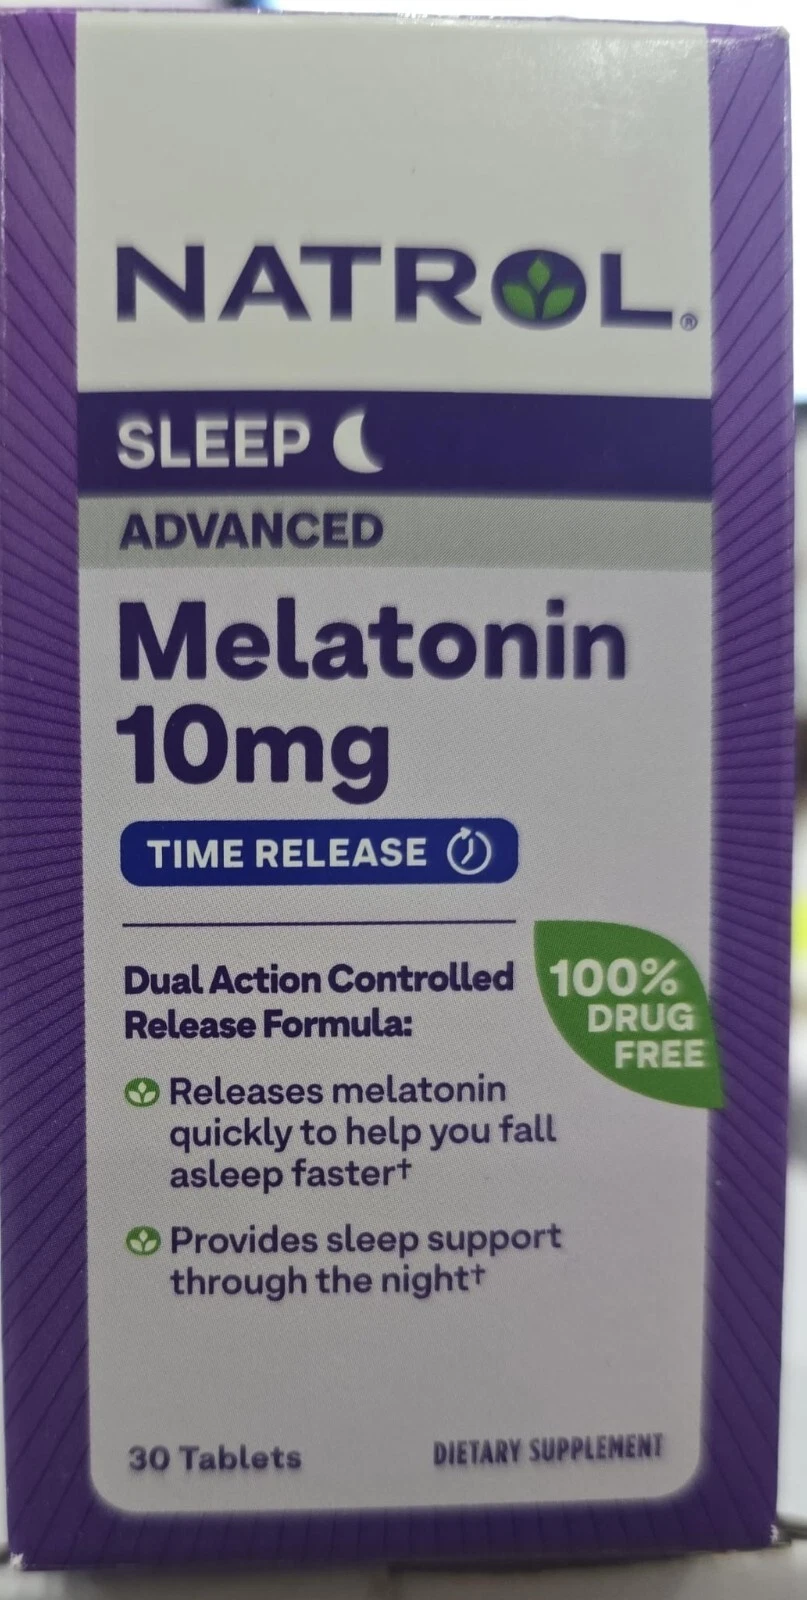 NATROL®
SLEEP
ADVANCED
Melatonin
10mg
TIME RELEASE
Dual Action Controlled
Release Formula:
100%
DRUG
FREE
Releases melatonin
quickly to help you fall
asleep faster†
Provides sleep support
through the night†
30 Tablets
DIETARY SUPPLEMENT